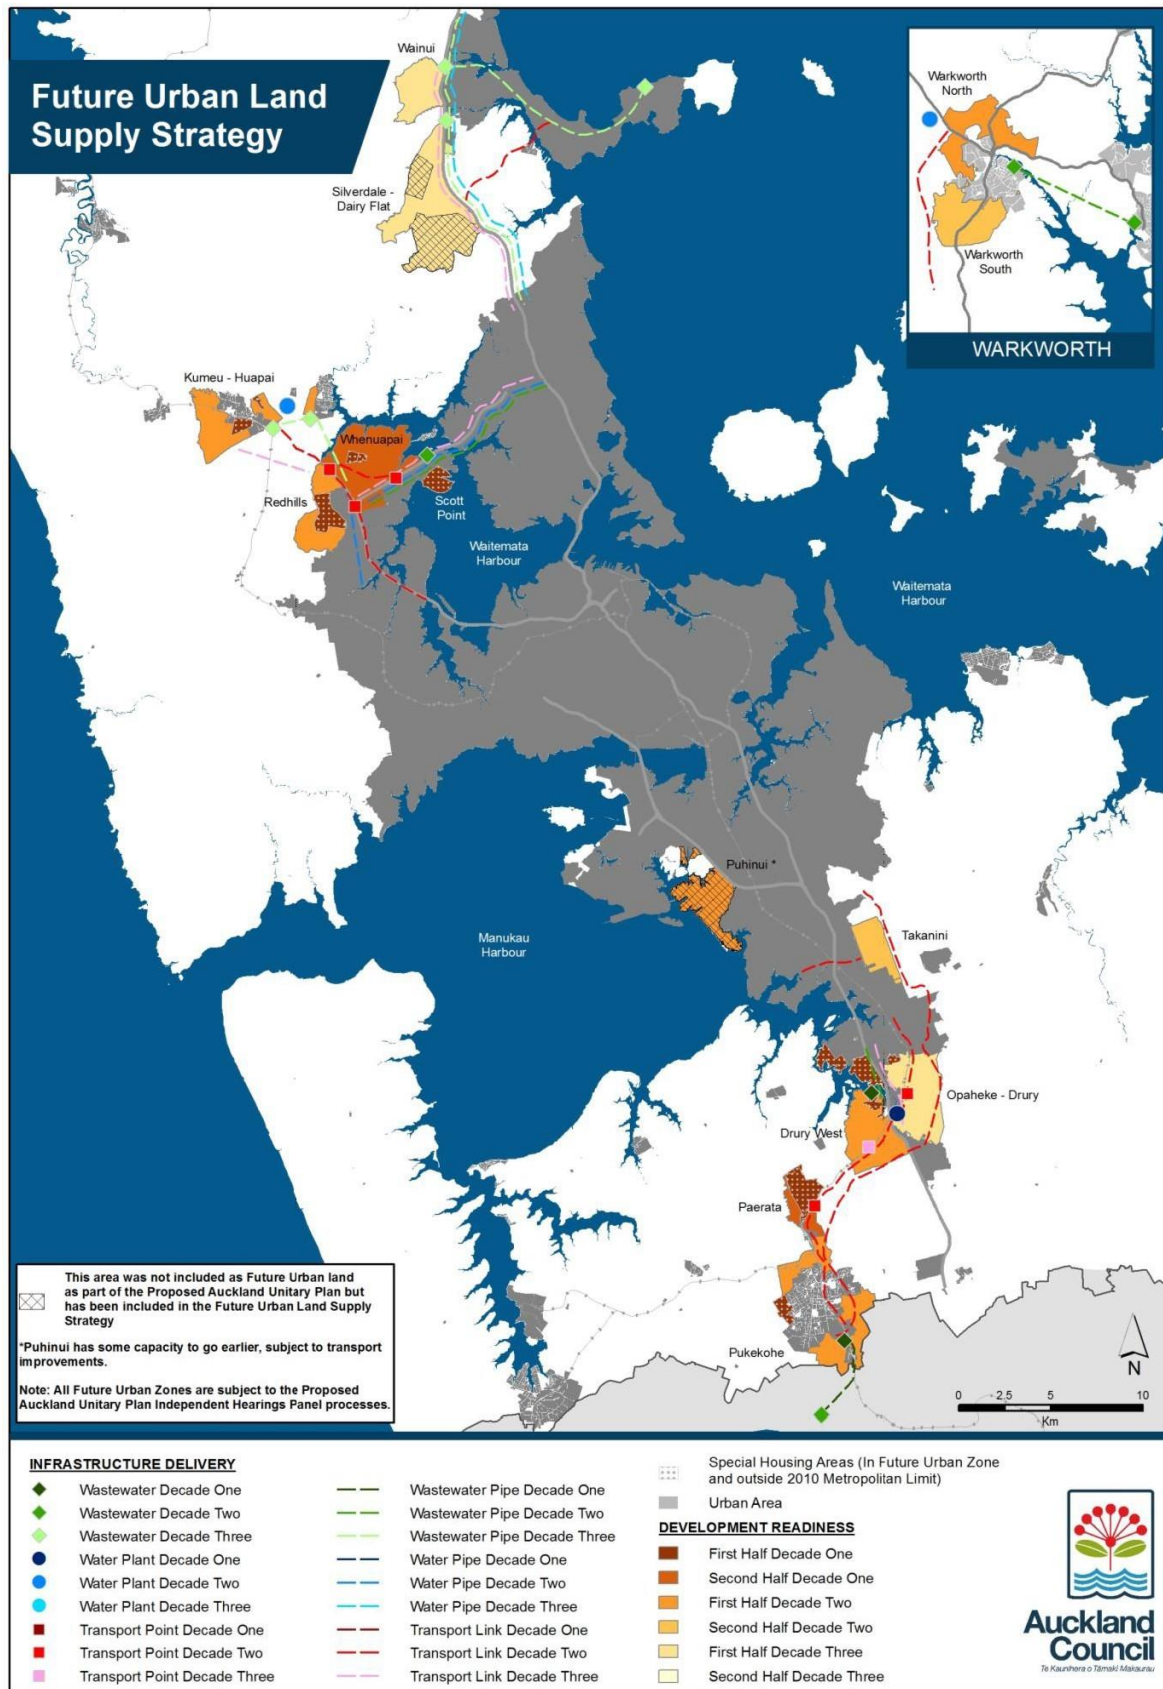 Future Urban Land
Supply Strategy
Wainui
Silverdale -
Dairy Flat
Warkworth
North
Warkworth
South
WARKWORTH
Kumeu - Huapai
Whenuapai
Redhills
Scott
Point
Waitemata
Harbour
Waitemata
Harbour
Puhinui *
Manukau
Harbour
Takanini
Opaheke - Drury
Drury West
Paerata
Pukekohe
This area was not included as Future Urban land
as part of the Proposed Auckland Unitary Plan but
has been included in the Future Urban Land Supply
Strategy
*Puhinui has some capacity to go earlier, subject to transport
improvements.
Note: All Future Urban Zones are subject to the Proposed
Auckland Unitary Plan Independent Hearings Panel processes.
N
0 2.5 5 10
Km
INFRASTRUCTURE DELIVERY
Wastewater Decade One
Wastewater Decade Two
Wastewater Decade Three
Water Plant Decade One
Water Plant Decade Two
Water Plant Decade Three
Transport Point Decade One
Transport Point Decade Two
Transport Point Decade Three
Wastewater Pipe Decade One
Wastewater Pipe Decade Two
Wastewater Pipe Decade Three
Water Pipe Decade One
Water Pipe Decade Two
Water Pipe Decade Three
Transport Link Decade One
Transport Link Decade Two
Transport Link Decade Three
Special Housing Areas (In Future Urban Zone
and outside 2010 Metropolitan Limit)
Urban Area
DEVELOPMENT READINESS
First Half Decade One
Second Half Decade One
First Half Decade Two
Second Half Decade Two
First Half Decade Three
Second Half Decade Three
Auckland
Council
Te Kaunihera o Tāmaki Makaurau